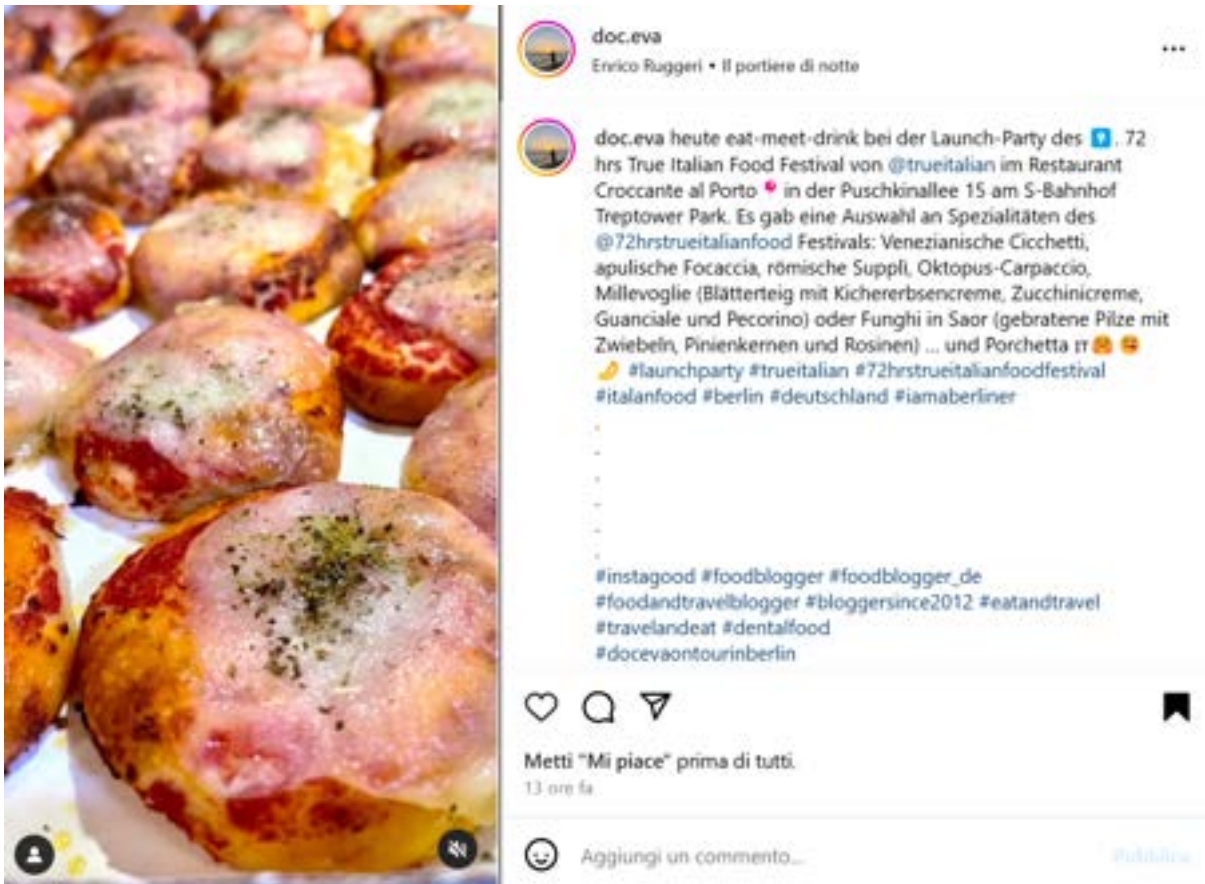 doc.eva
Enrico Ruggeri • Il portiere di notte
doc.eva heute eat-meet-drink bei der Launch-Party des 9️⃣. 72
hrs True Italian Food Festival von @trueitalian im Restaurant
Croccante al Porto 📍 in der Puschkinallee 15 am S-Bahnhof
Treptower Park. Es gab eine Auswahl an Spezialitäten des
@72hrstrueitalianfood Festivals: Venezianische Cicchetti,
apulische Focaccia, römische Supplì, Oktopus-Carpaccio,
Millevoglie (Blätterteig mit Kichererbsencreme, Zucchinicreme,
Guanciale und Pecorino) oder Funghi in Saor (gebratene Pilze mit
Zwiebeln, Pinienkernen und Rosinen) ... und Porchetta IT🤗😋
🤌 #launchparty #trueitalian #72hrstrueitalianfoodfestival
#italanfood #berlin #deutschland #iamaberliner
.
.
.
.
.
.
#instagood #foodblogger #foodblogger_de
#foodandtravelblogger #bloggersince2012 #eatandtravel
#travelandeat #dentalfood
#docevaontourinberlin
Metti "Mi piace" prima di tutti.
13 ore fa
Aggiungi un commento...
Pubblica